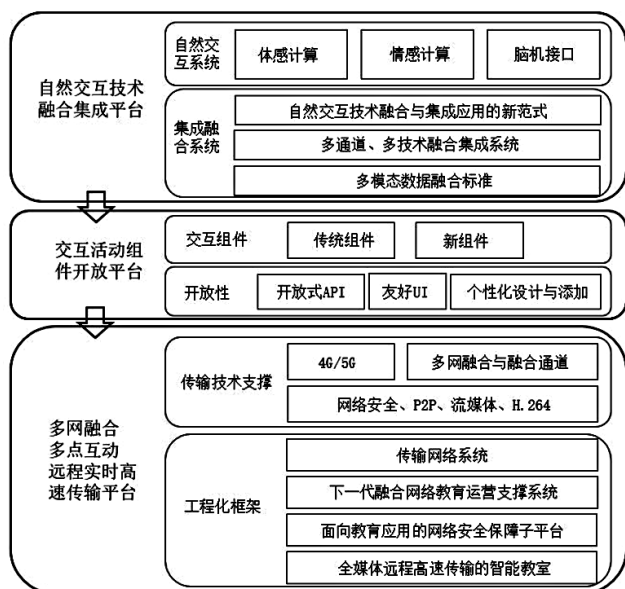 自然交互技术
融合集成平台
自然交
互系统
体感计算
情感计算
脑机接口
集成融
合系统
自然交互技术融合与集成应用的新范式
多通道、多技术融合集成系统
多模态数据融合标准
交互活动组
件开放平台
交互组件
传统组件
新组件
开放性
开放式API
友好UI
个性化设计与添加
多网融合
多点互动
远程实时高
速传输平台
传输技术支撑
4G/5G
多网融合与融合通道
网络安全、P2P、流媒体、H.264
工程化框架
传输网络系统
下一代融合网络教育运营支撑系统
面向教育应用的网络安全保障子平台
全媒体远程高速传输的智能教室